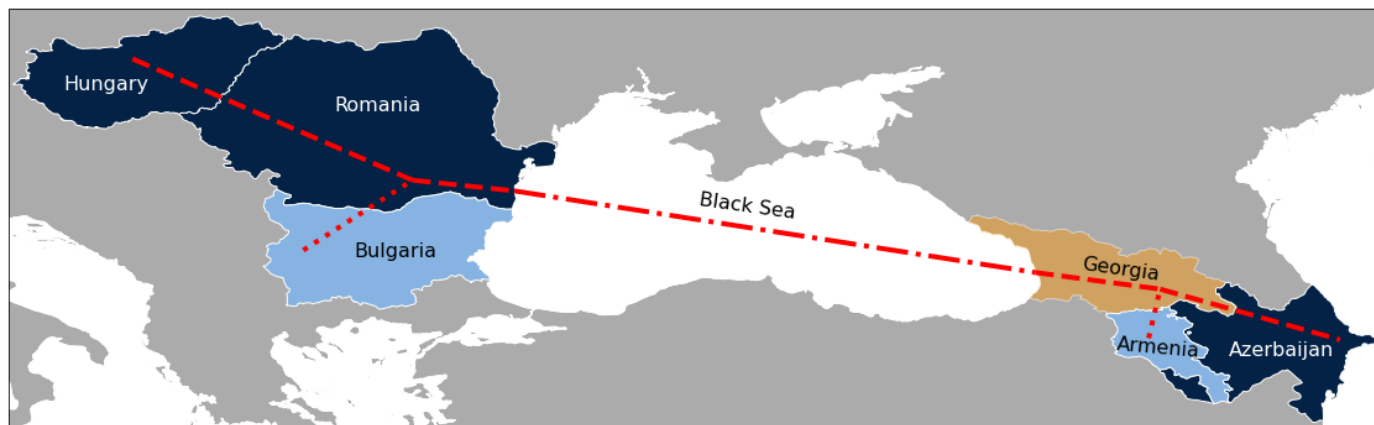 Hungary
Romania
Black Sea
Bulgaria
Georgia
Armenia
Azerbaijan